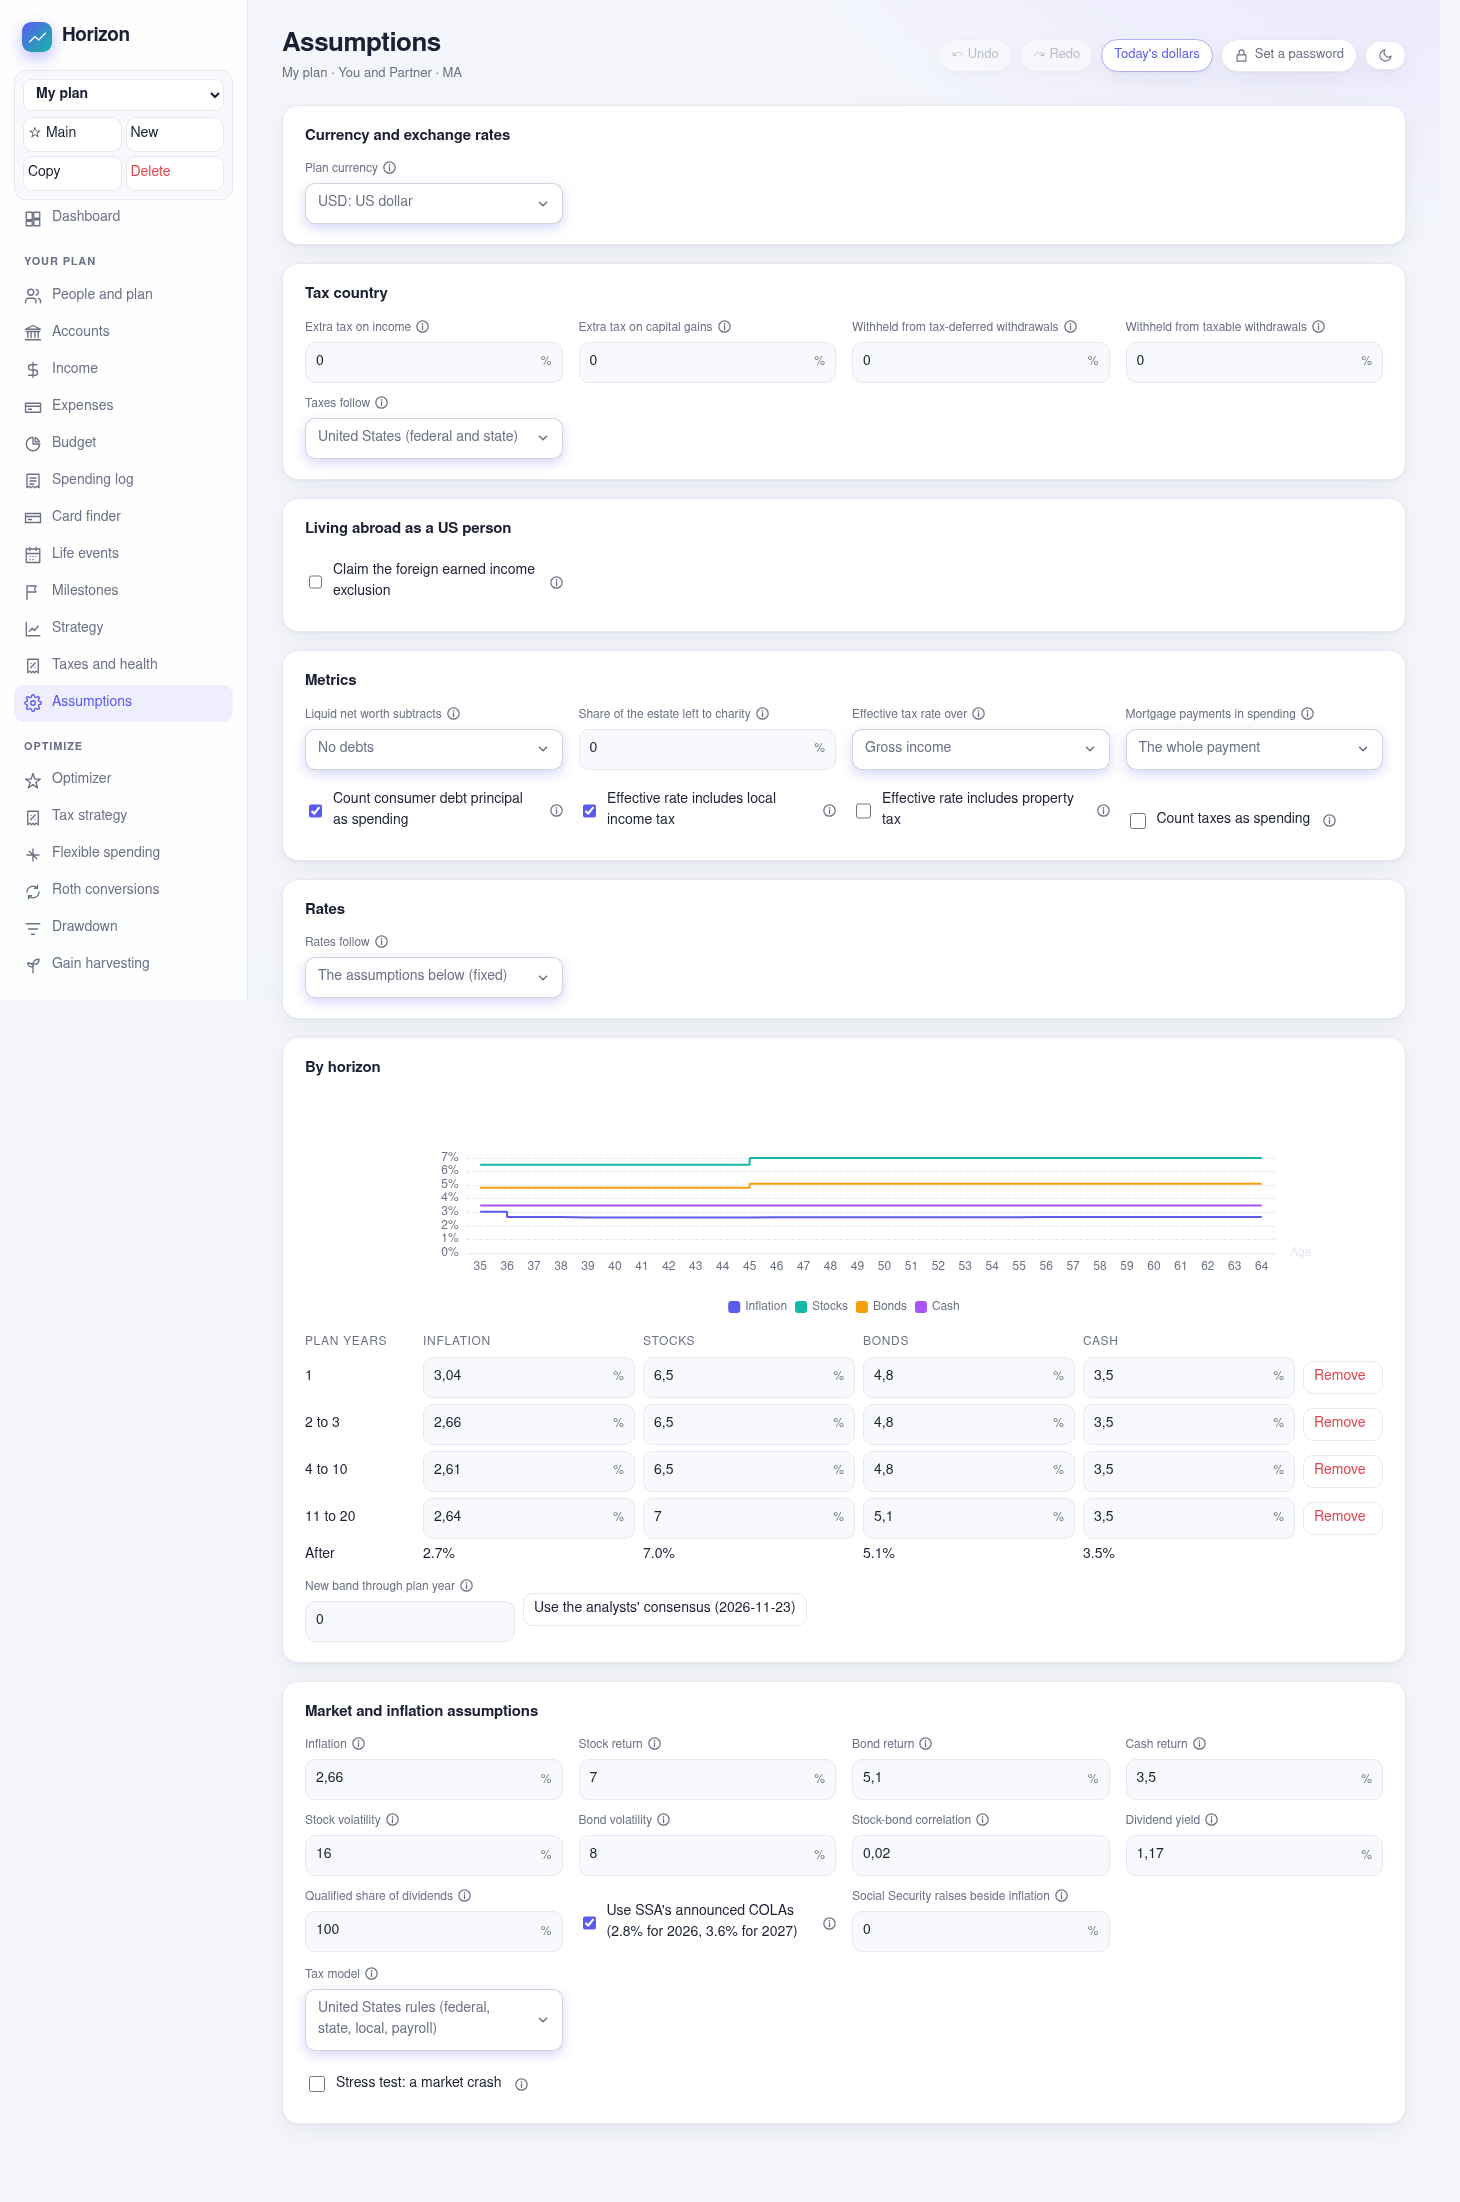 Horizon
My plan
☆ Main
New
Copy
Delete
Dashboard
YOUR PLAN
People and plan
Accounts
Income
Expenses
Budget
Spending log
Card finder
Life events
Milestones
Strategy
Taxes and health
Assumptions
OPTIMIZE
Optimizer
Tax strategy
Flexible spending
Roth conversions
Drawdown
Gain harvesting
Assumptions
My plan · You and Partner · MA
Undo
Redo
Today's dollars
Set a password
Currency and exchange rates
Plan currency
USD: US dollar
Tax country
Extra tax on income
Extra tax on capital gains
Withheld from tax-deferred withdrawals
Withheld from taxable withdrawals
0 %
0 %
0 %
0 %
Taxes follow
United States (federal and state)
Living abroad as a US person
Claim the foreign earned income
exclusion
Metrics
Liquid net worth subtracts
Share of the estate left to charity
Effective tax rate over
Mortgage payments in spending
No debts
0 %
Gross income
The whole payment
Count consumer debt principal
as spending
Effective rate includes local
income tax
Effective rate includes property
tax
Count taxes as spending
Rates
Rates follow
The assumptions below (fixed)
By horizon
7%
6%
5%
4%
3%
2%
1%
0%
35 36 37 38 39 40 41 42 43 44 45 46 47 48 49 50 51 52 53 54 55 56 57 58 59 60 61 62 63 64
Age
Inflation Stocks Bonds Cash
PLAN YEARS INFLATION STOCKS BONDS CASH
1 3,04 % 6,5 % 4,8 % 3,5 % Remove
2 to 3 2,66 % 6,5 % 4,8 % 3,5 % Remove
4 to 10 2,61 % 6,5 % 4,8 % 3,5 % Remove
11 to 20 2,64 % 7 % 5,1 % 3,5 % Remove
After 2.7% 7.0% 5.1% 3.5%
New band through plan year
0
Use the analysts' consensus (2026-11-23)
Market and inflation assumptions
Inflation
Stock return
Bond return
Cash return
2,66 %
7 %
5,1 %
3,5 %
Stock volatility
Bond volatility
Stock-bond correlation
Dividend yield
16 %
8 %
0,02
1,17 %
Qualified share of dividends
100 %
Use SSA's announced COLAs
(2.8% for 2026, 3.6% for 2027)
Social Security raises beside inflation
0 %
Tax model
United States rules (federal,
state, local, payroll)
Stress test: a market crash